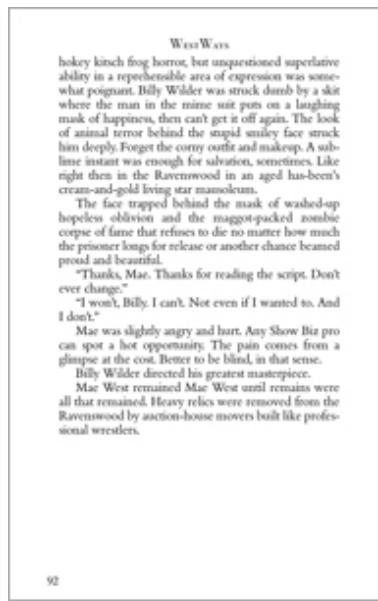 WestWays
hokey kitsch frog horror, but unquestioned superlative
ability in a reprehensible area of expression was some-
what poignant. Billy Wilder was struck dumb by a skit
where the man in the mime suit puts on a laughing
mask of happiness, then can't get it off again. The look
of animal terror behind the stupid smiley face struck
him deeply. Forget the corny outfit and makeup. A sub-
lime instant was enough for salvation, sometimes. Like
right then in the Ravenswood in an aged has-been's
cream-and-gold living star mausoleum.
The face trapped behind the mask of washed-up
hopeless oblivion and the maggot-packed zombie
corpse of fame that refuses to die no matter how much
the prisoner longs for release or another chance beamed
proud and beautiful.
"Thanks, Mae. Thanks for reading the script. Don't
ever change."
"I won't, Billy. I can't. Not even if I wanted to. And
I don't."
Mae was slightly angry and hurt. Any Show Biz pro
can spot a hot opportunity. The pain comes from a
glimpse at the cost. Better to be blind, in that sense.
Billy Wilder directed his greatest masterpiece.
Mae West remained Mae West until remains were
all that remained. Heavy relics were removed from the
Ravenswood by auction-house movers built like profes-
sional wrestlers.
92